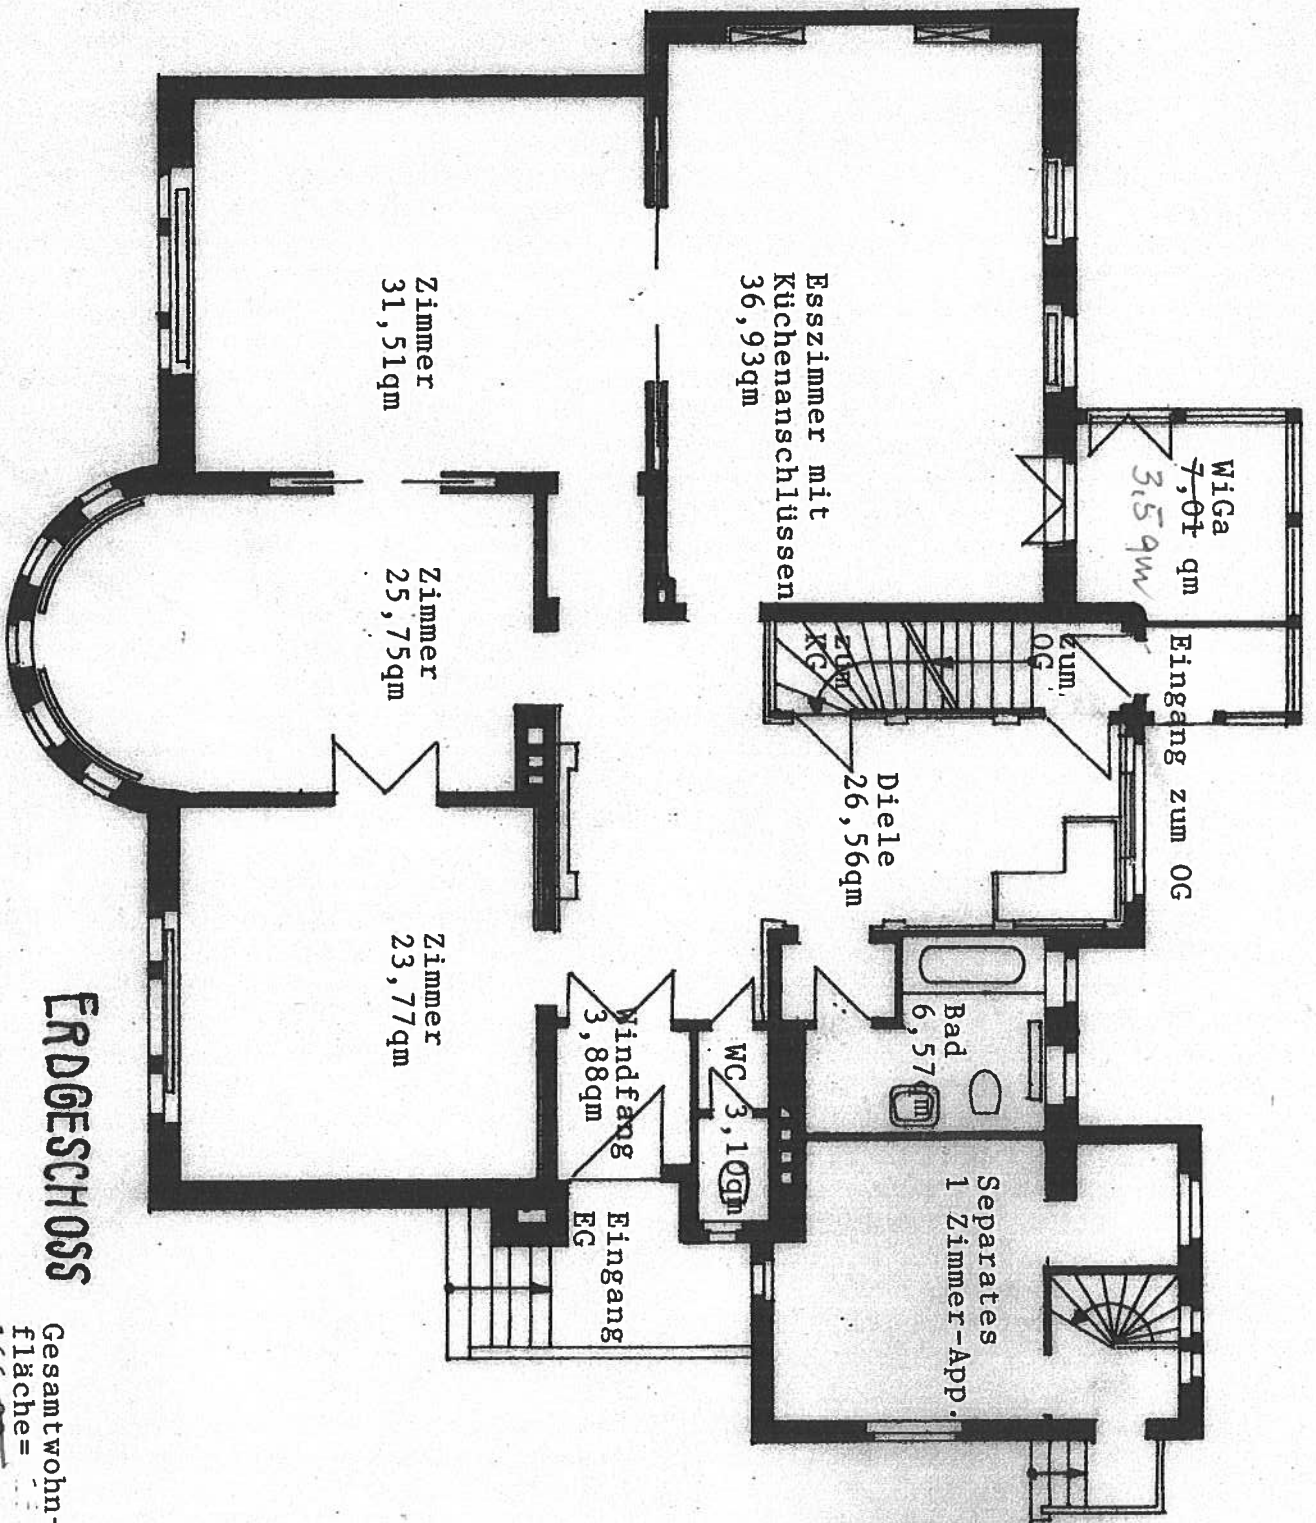 WiGa
7,01 qm
3,5 qm
Eingang zum OG
Esszimmer mit
Küchenanschlüssen
36,93qm
zum
OG
zum
KG
Zimmer
31,51qm
Zimmer
25,75qm
Diele
26,56qm
Zimmer
23,77qm
Windfang
3,88qm
WC 3,10qm
Bad
6,57 m
Separates
1 Zimmer-App.
Eingang
EG
ERDGESCHOSS
Gesamtwohn-
fläche=